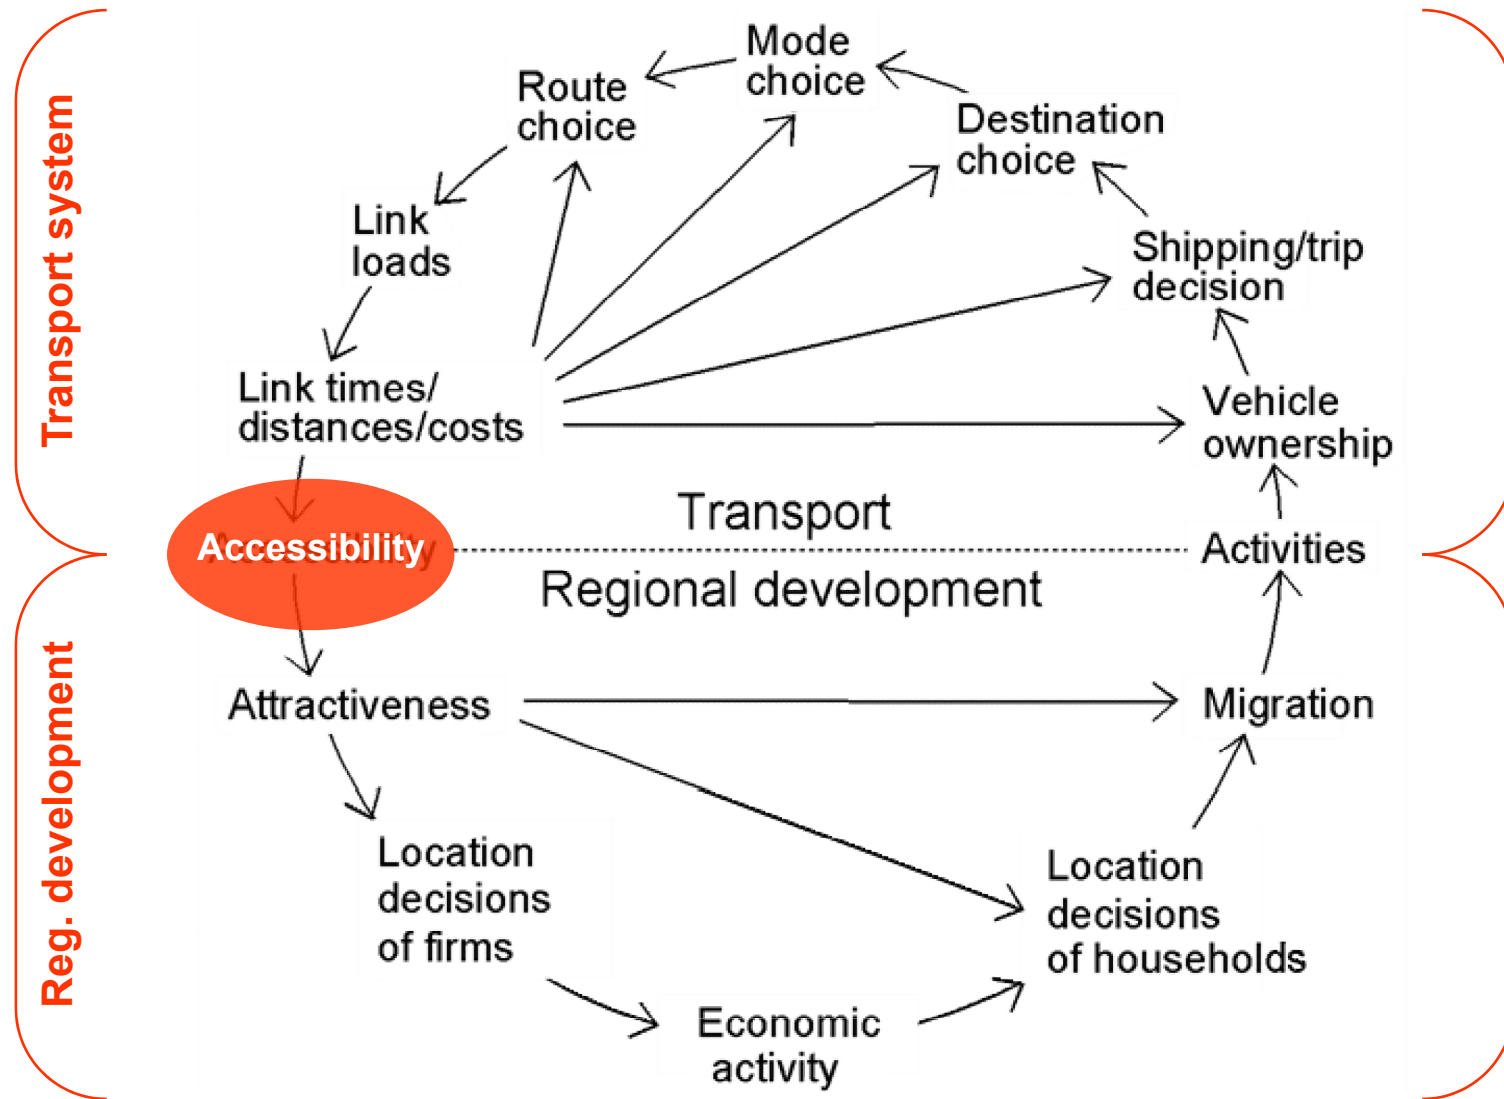 Transport system
Mode
choice
Route
choice
Destination
choice
Link
loads
Shipping/trip
decision
Link times/
distances/costs
Vehicle
ownership
Transport
Accessibility
Activities
Regional development
Reg. development
Attractiveness
Migration
Location
decisions
of firms
Location
decisions
of households
Economic
activity